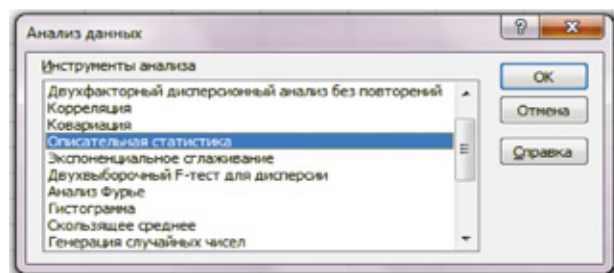 Анализ данных
Инструменты анализа
Двухфакторный дисперсионный анализ без повторений
Корреляция
Ковариация
Описательная статистика
Экспоненциальное сглаживание
Двухвыборочный F-тест для дисперсии
Анализ Фурье
Гистограмма
Скользящее среднее
Генерация случайных чисел
ОК
Отмена
Справка